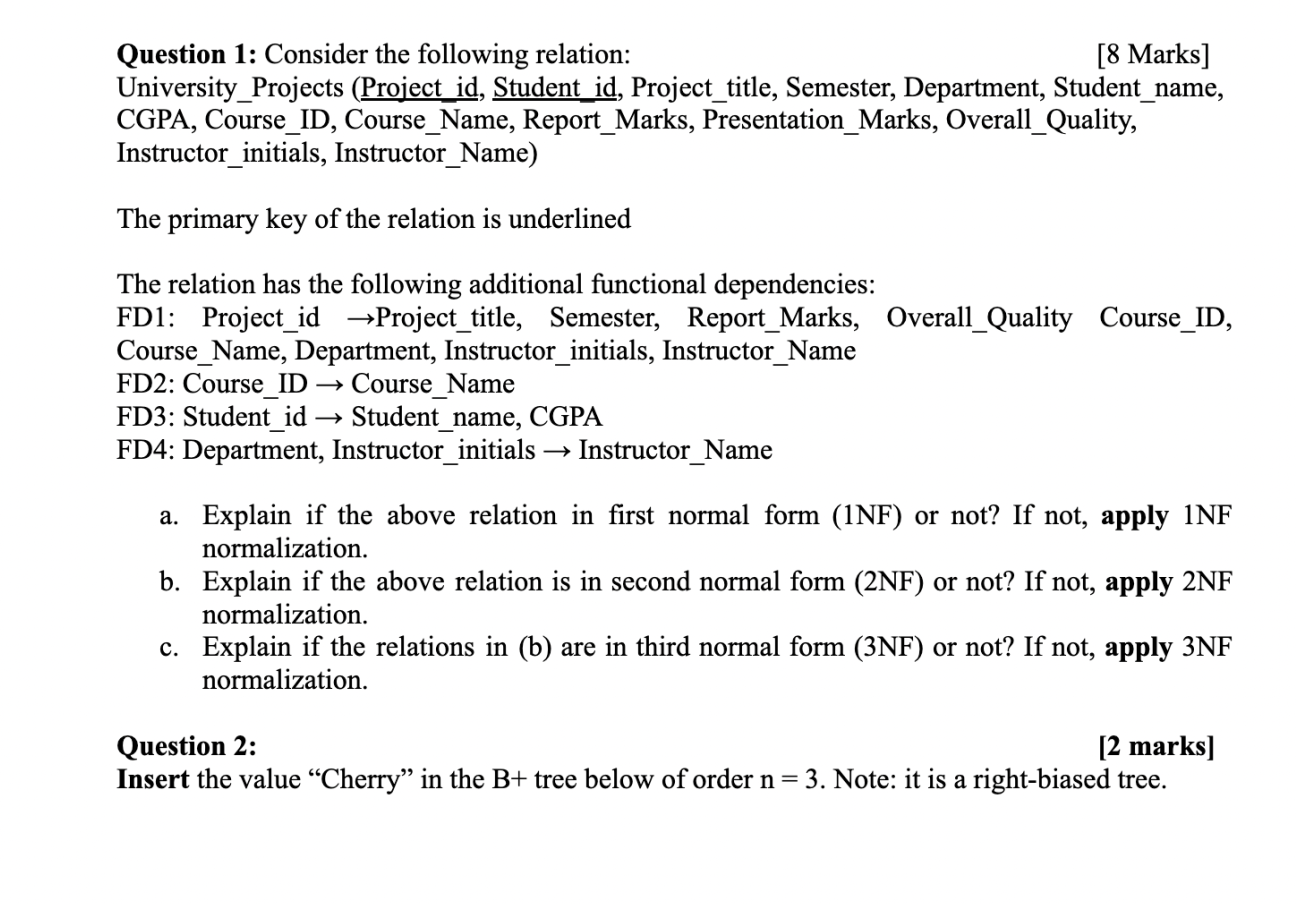 Question 1: Consider the following relation: [8 Marks]
University_Projects (Project_id, Student_id, Project_title, Semester, Department, Student_name,
CGPA, Course_ID, Course_Name, Report_Marks, Presentation_Marks, Overall_Quality,
Instructor_initials, Instructor_Name)
The primary key of the relation is underlined
The relation has the following additional functional dependencies:
FD1: Project_id →Project_title, Semester, Report_Marks, Overall_Quality Course_ID,
Course_Name, Department, Instructor_initials, Instructor_Name
FD2: Course_ID → Course_Name
FD3: Student_id → Student_name, CGPA
FD4: Department, Instructor_initials → Instructor_Name
a. Explain if the above relation in first normal form (1NF) or not? If not, apply 1NF
normalization.
b. Explain if the above relation is in second normal form (2NF) or not? If not, apply 2NF
normalization.
c. Explain if the relations in (b) are in third normal form (3NF) or not? If not, apply 3NF
normalization.
Question 2: [2 marks]
Insert the value “Cherry” in the B+ tree below of order n = 3. Note: it is a right-biased tree.